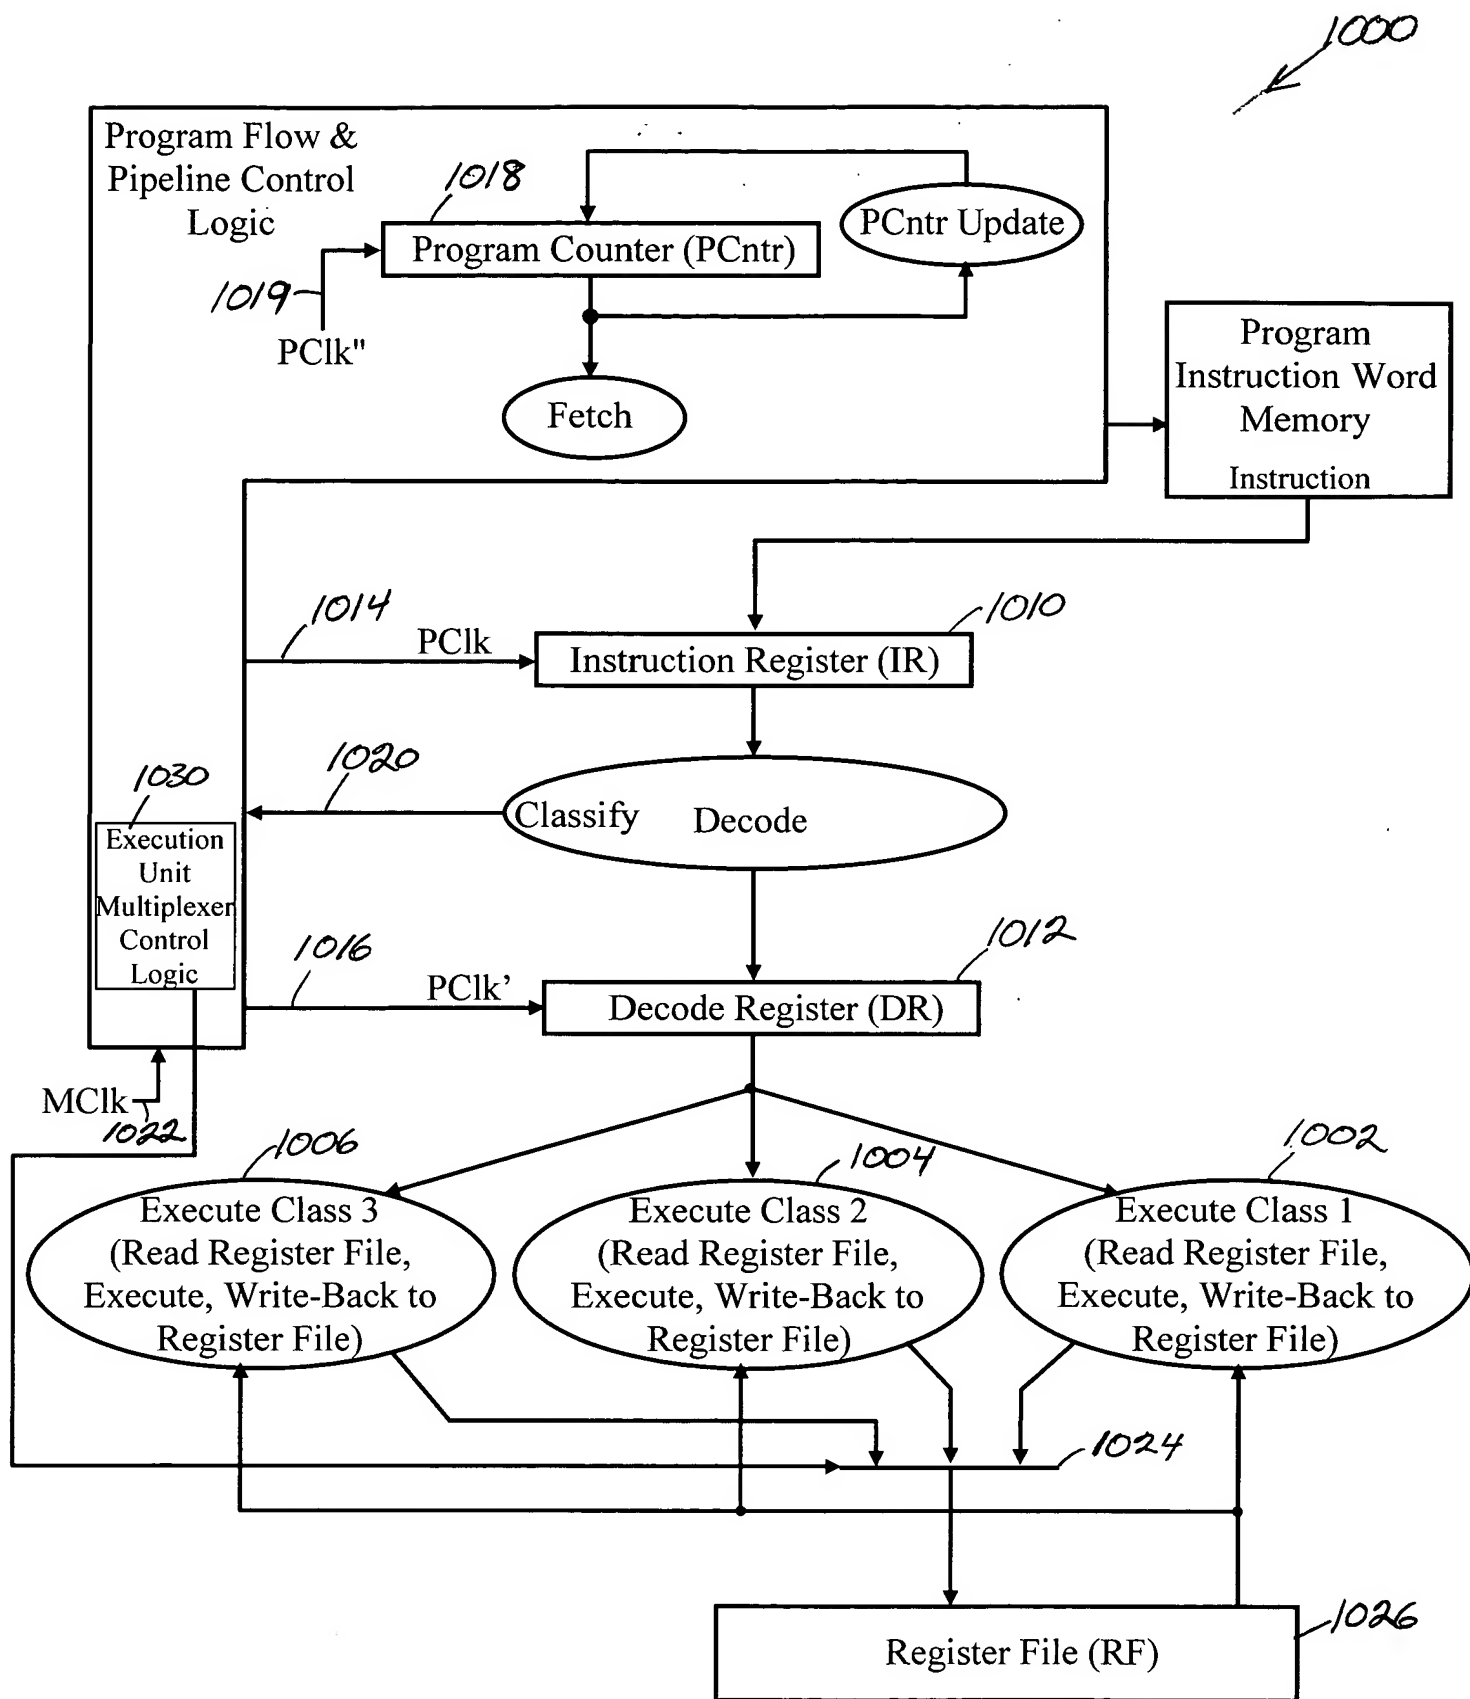 1000
Program Flow &
Pipeline Control
Logic
1018
Program Counter (PCntr)
PCntr Update
1019
PClk"
Fetch
Program
Instruction Word
Memory
Instruction
1014
PClk
1010
Instruction Register (IR)
1020
Classify Decode
1030
Execution
Unit
Multiplexer
Control
Logic
1016
PClk’
1012
Decode Register (DR)
MClk
1022
1006
Execute Class 3
(Read Register File,
Execute, Write-Back to
Register File)
1004
Execute Class 2
(Read Register File,
Execute, Write-Back to
Register File)
1002
Execute Class 1
(Read Register File,
Execute, Write-Back to
Register File)
1024
1026
Register File (RF)